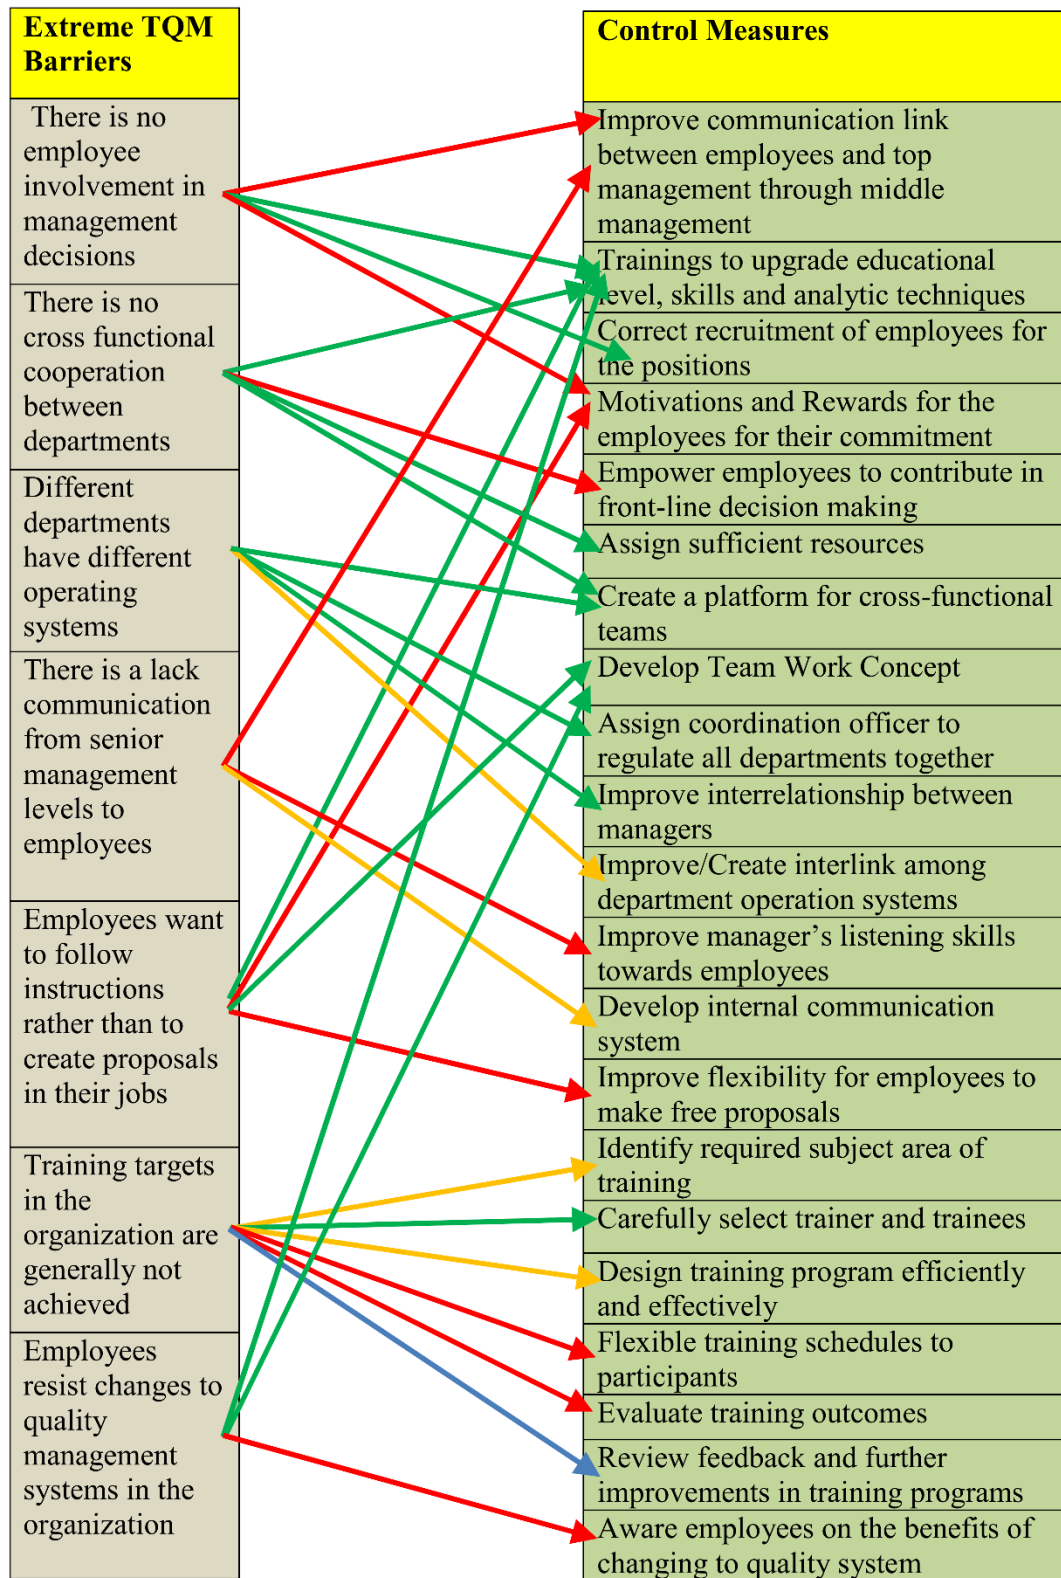 Extreme TQM
Barriers
There is no
employee
involvement in
management
decisions
There is no
cross functional
cooperation
between
departments
Different
departments
have different
operating
systems
There is a lack
communication
from senior
management
levels to
employees
Employees want
to follow
instructions
rather than to
create proposals
in their jobs
Training targets
in the
organization are
generally not
achieved
Employees
resist changes to
quality
management
systems in the
organization
Control Measures
Improve communication link
between employees and top
management through middle
management
Trainings to upgrade educational
level, skills and analytic techniques
Correct recruitment of employees for
the positions
Motivations and Rewards for the
employees for their commitment
Empower employees to contribute in
front-line decision making
Assign sufficient resources
Create a platform for cross-functional
teams
Develop Team Work Concept
Assign coordination officer to
regulate all departments together
Improve interrelationship between
managers
Improve/Create interlink among
department operation systems
Improve manager’s listening skills
towards employees
Develop internal communication
system
Improve flexibility for employees to
make free proposals
Identify required subject area of
training
Carefully select trainer and trainees
Design training program efficiently
and effectively
Flexible training schedules to
participants
Evaluate training outcomes
Review feedback and further
improvements in training programs
Aware employees on the benefits of
changing to quality system